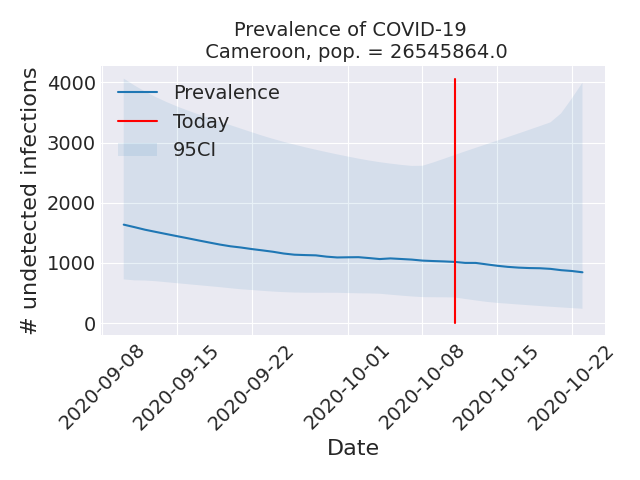 Prevalence of COVID-19
Cameroon, pop. = 26545864.0
# undetected infections
4000
3000
2000
1000
0
Prevalence
Today
95CI
2020-09-08
2020-09-15
2020-09-22
2020-10-01
2020-10-08
2020-10-15
2020-10-22
Date